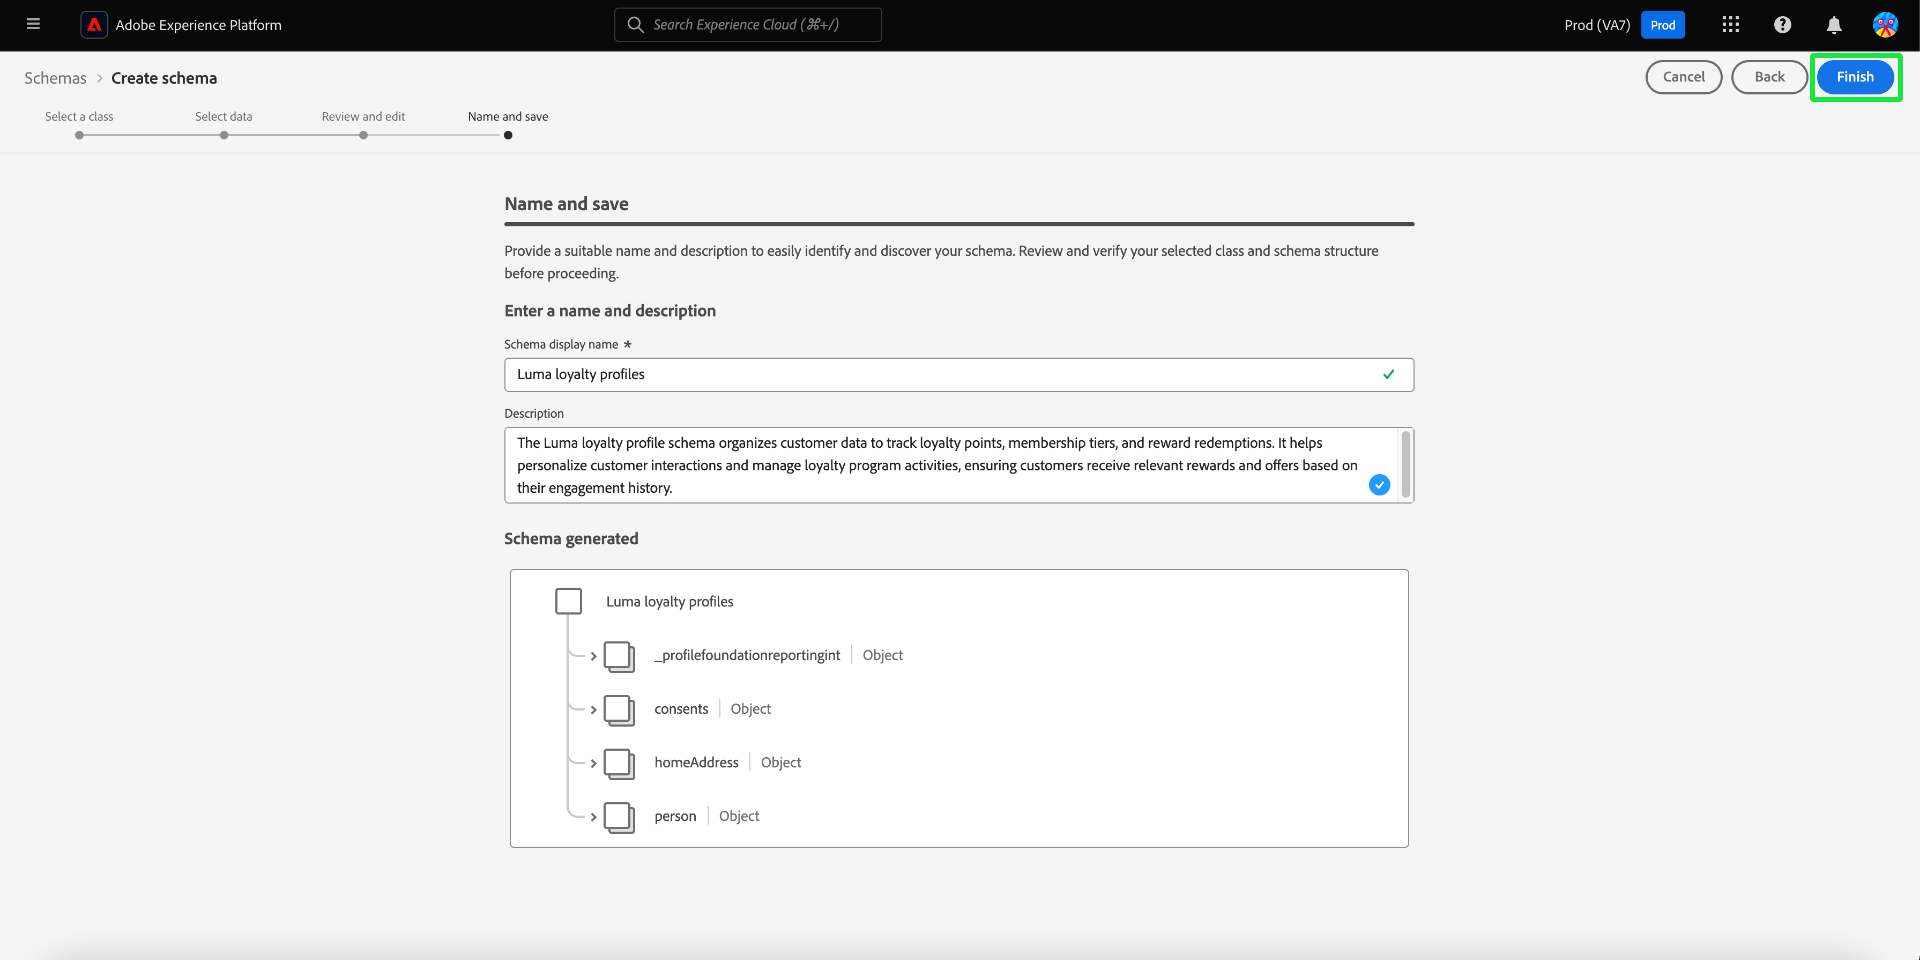 Adobe Experience Platform
Search Experience Cloud (⌘+/)
Prod (VA7)
Prod
Schemas > Create schema
Cancel
Back
Finish
Select a class
Select data
Review and edit
Name and save
Name and save
Provide a suitable name and description to easily identify and discover your schema. Review and verify your selected class and schema structure
before proceeding.
Enter a name and description
Schema display name *
Luma loyalty profiles
Description
The Luma loyalty profile schema organizes customer data to track loyalty points, membership tiers, and reward redemptions. It helps
personalize customer interactions and manage loyalty program activities, ensuring customers receive relevant rewards and offers based on
their engagement history.
Schema generated
Luma loyalty profiles
_profilefoundationreportingint | Object
consents | Object
homeAddress | Object
person | Object